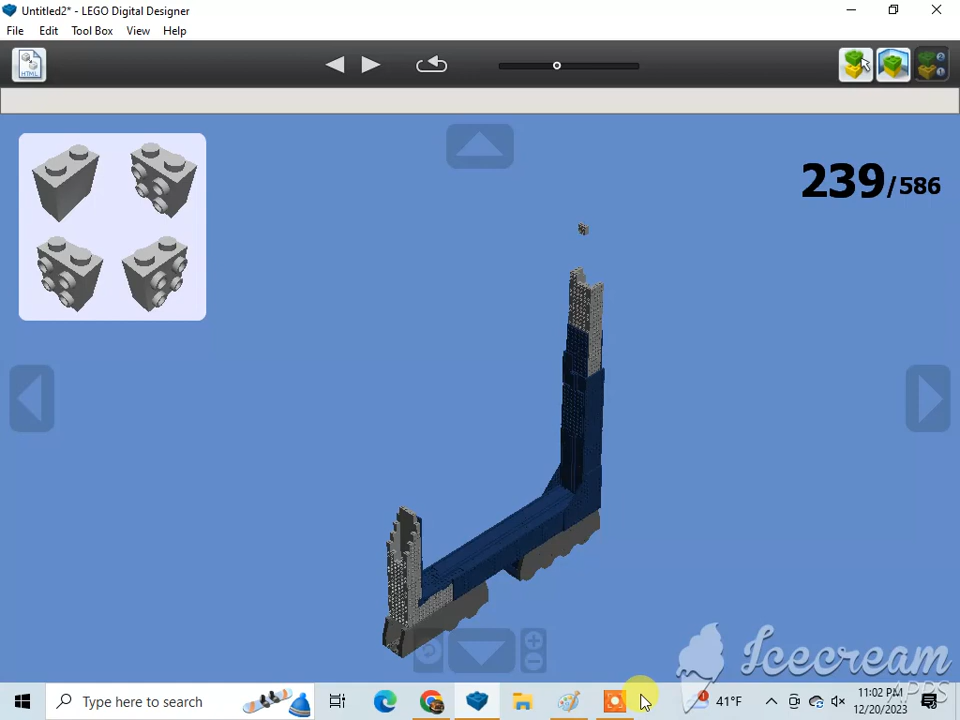 Untitled2* - LEGO Digital Designer
File Edit Tool Box View Help
HTML
239/586
Icecream
APPS
Type here to search
41°F
11:02 PM
12/20/2023